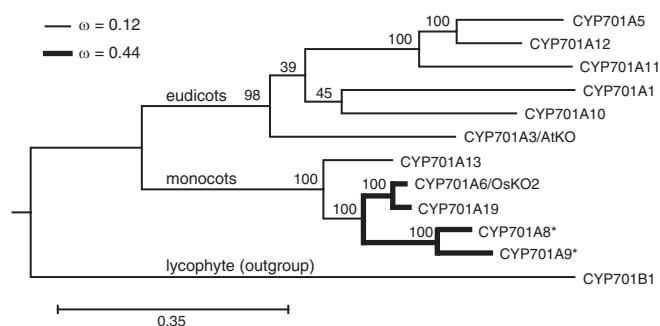 ω = 0.12
ω = 0.44
eudicots
monocots
lycophyte (outgroup)
98
39
100
100
45
100
100
100
100
CYP701A5
CYP701A12
CYP701A11
CYP701A1
CYP701A10
CYP701A3/AtKO
CYP701A13
CYP701A6/OsKO2
CYP701A19
CYP701A8*
CYP701A9*
CYP701B1
0.35